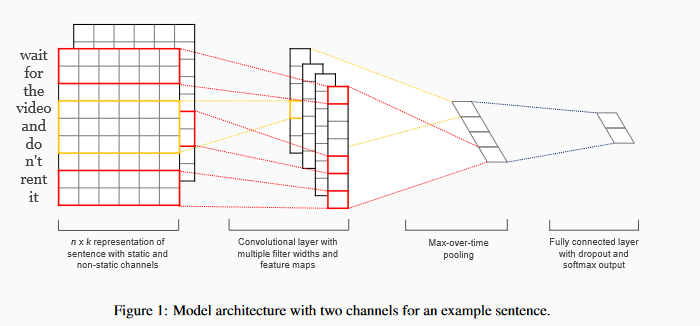 wait
for
the
video
and
do
n't
rent
it
n x k representation of
sentence with static and
non-static channels
Convolutional layer with
multiple filter widths and
feature maps
Max-over-time
pooling
Fully connected layer
with dropout and
softmax output
Figure 1: Model architecture with two channels for an example sentence.